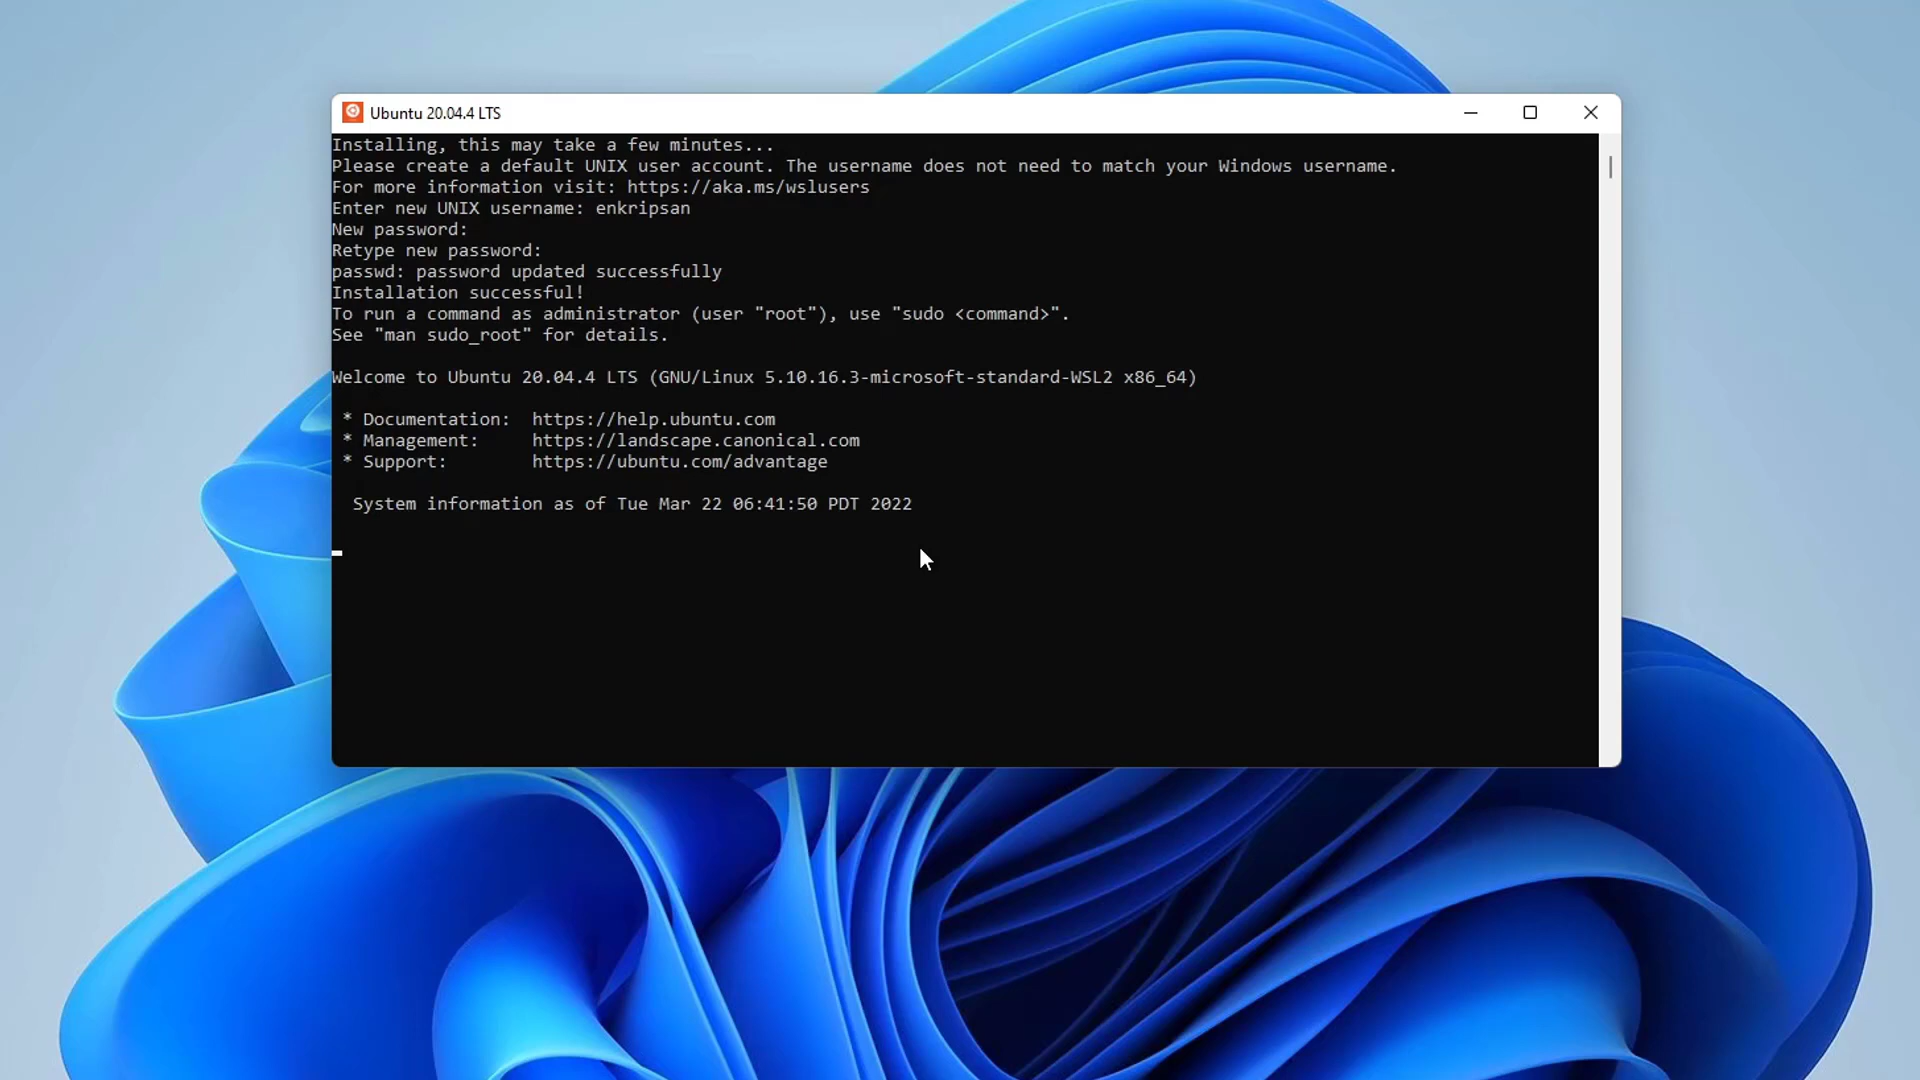 Ubuntu 20.04.4 LTS
Installing, this may take a few minutes...
Please create a default UNIX user account. The username does not need to match your Windows username.
For more information visit: https://aka.ms/wslusers
Enter new UNIX username: enkripsan
New password:
Retype new password:
passwd: password updated successfully
Installation successful!
To run a command as administrator (user "root"), use "sudo <command>".
See "man sudo_root" for details.
Welcome to Ubuntu 20.04.4 LTS (GNU/Linux 5.10.16.3-microsoft-standard-WSL2 x86_64)
* Documentation:  https://help.ubuntu.com
* Management:     https://landscape.canonical.com
* Support:        https://ubuntu.com/advantage
System information as of Tue Mar 22 06:41:50 PDT 2022